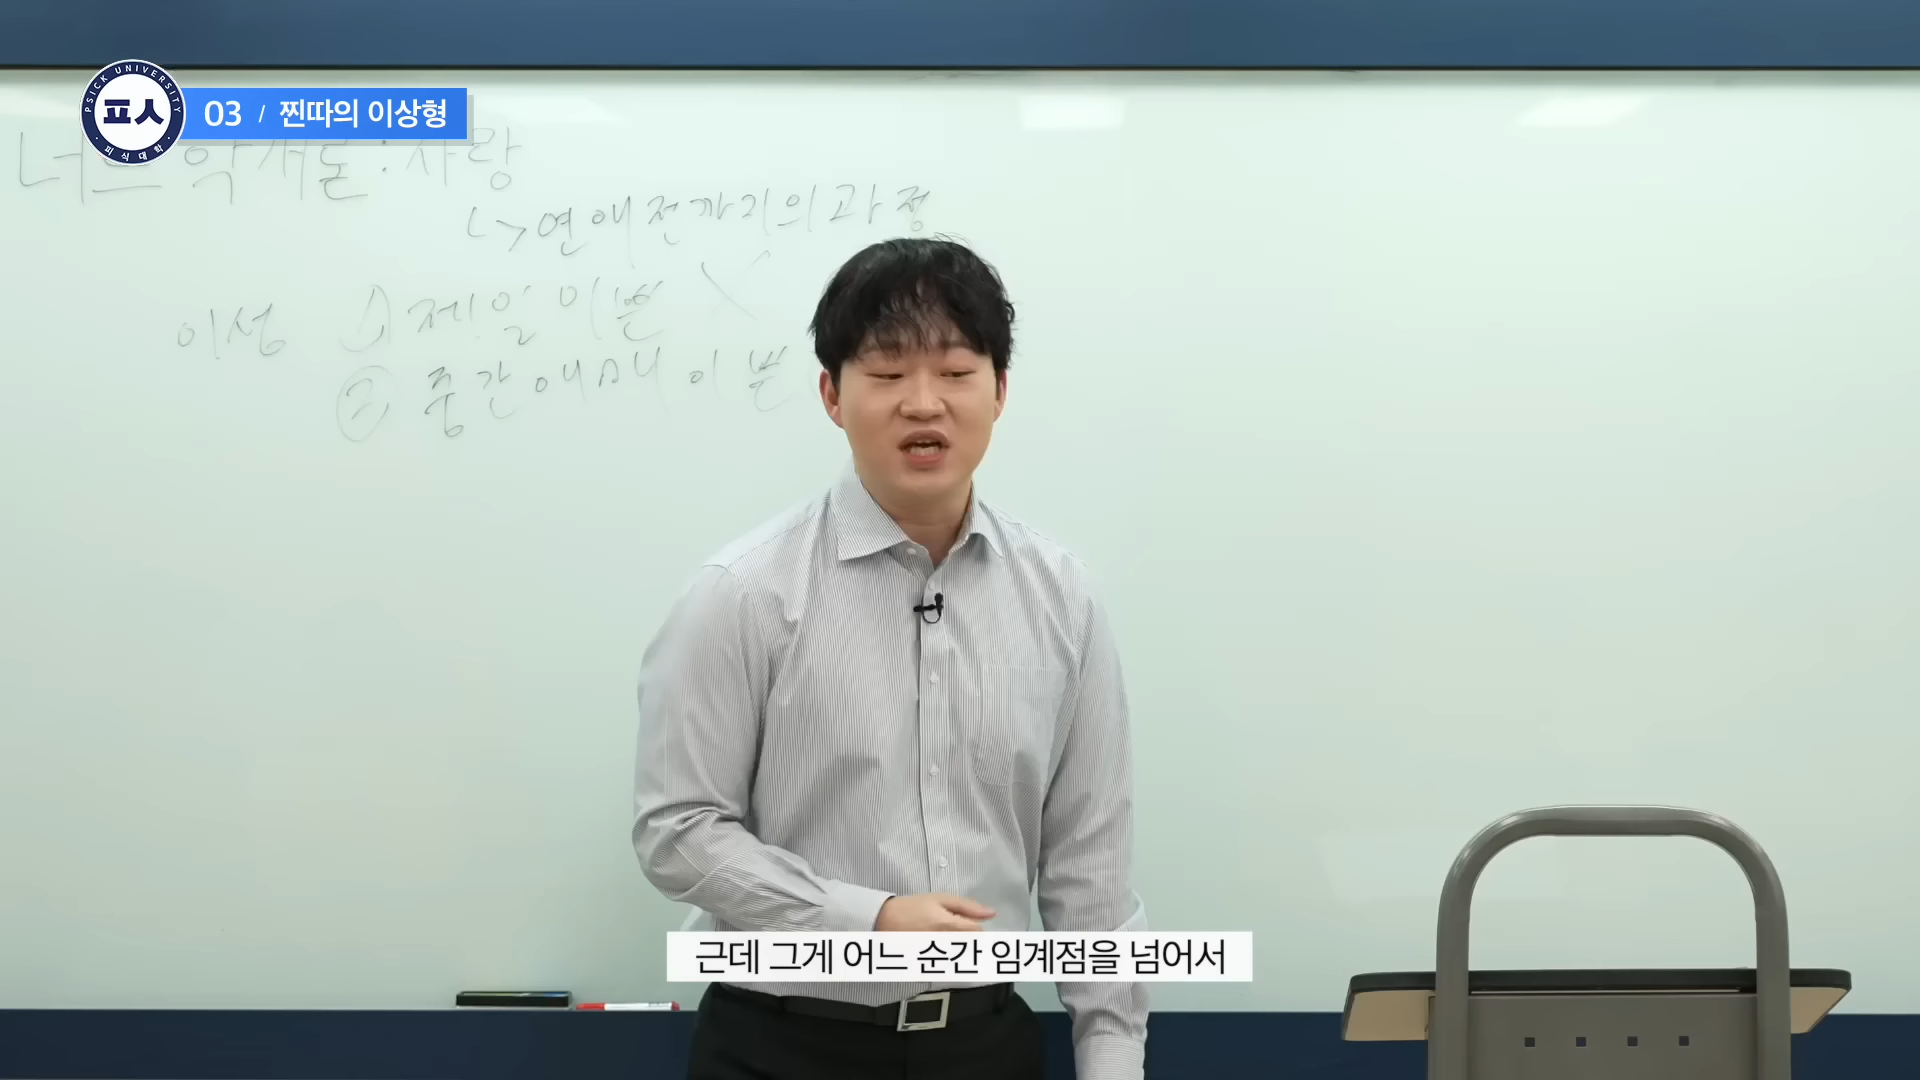 PSICK UNIVERSITY
피식대학
03 / 찐따의 이상형
너드학개론 : 사랑
↳ 연애 전까지의 과정
이성 ① 제일 이쁜 X
② 중간 애매 이쁜
근데 그게 어느 순간 임계점을 넘어서